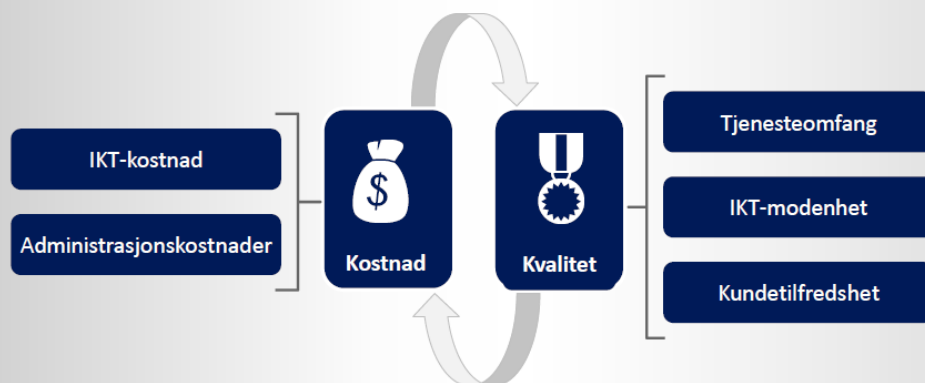 IKT-kostnad
Administrasjonskostnader
$
Kostnad
Kvalitet
Tjenesteomfang
IKT-modenhet
Kundetilfredshet